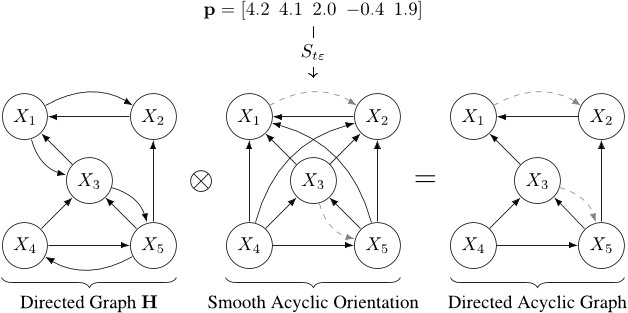 p = [4.2 4.1 2.0 −0.4 1.9]
S_{tε}
X₁ X₂ X₁ X₂ X₁ X₂
X₃ ⊗ X₃ = X₃
X₄ X₅ X₄ X₅ X₄ X₅
Directed Graph H Smooth Acyclic Orientation Directed Acyclic Graph